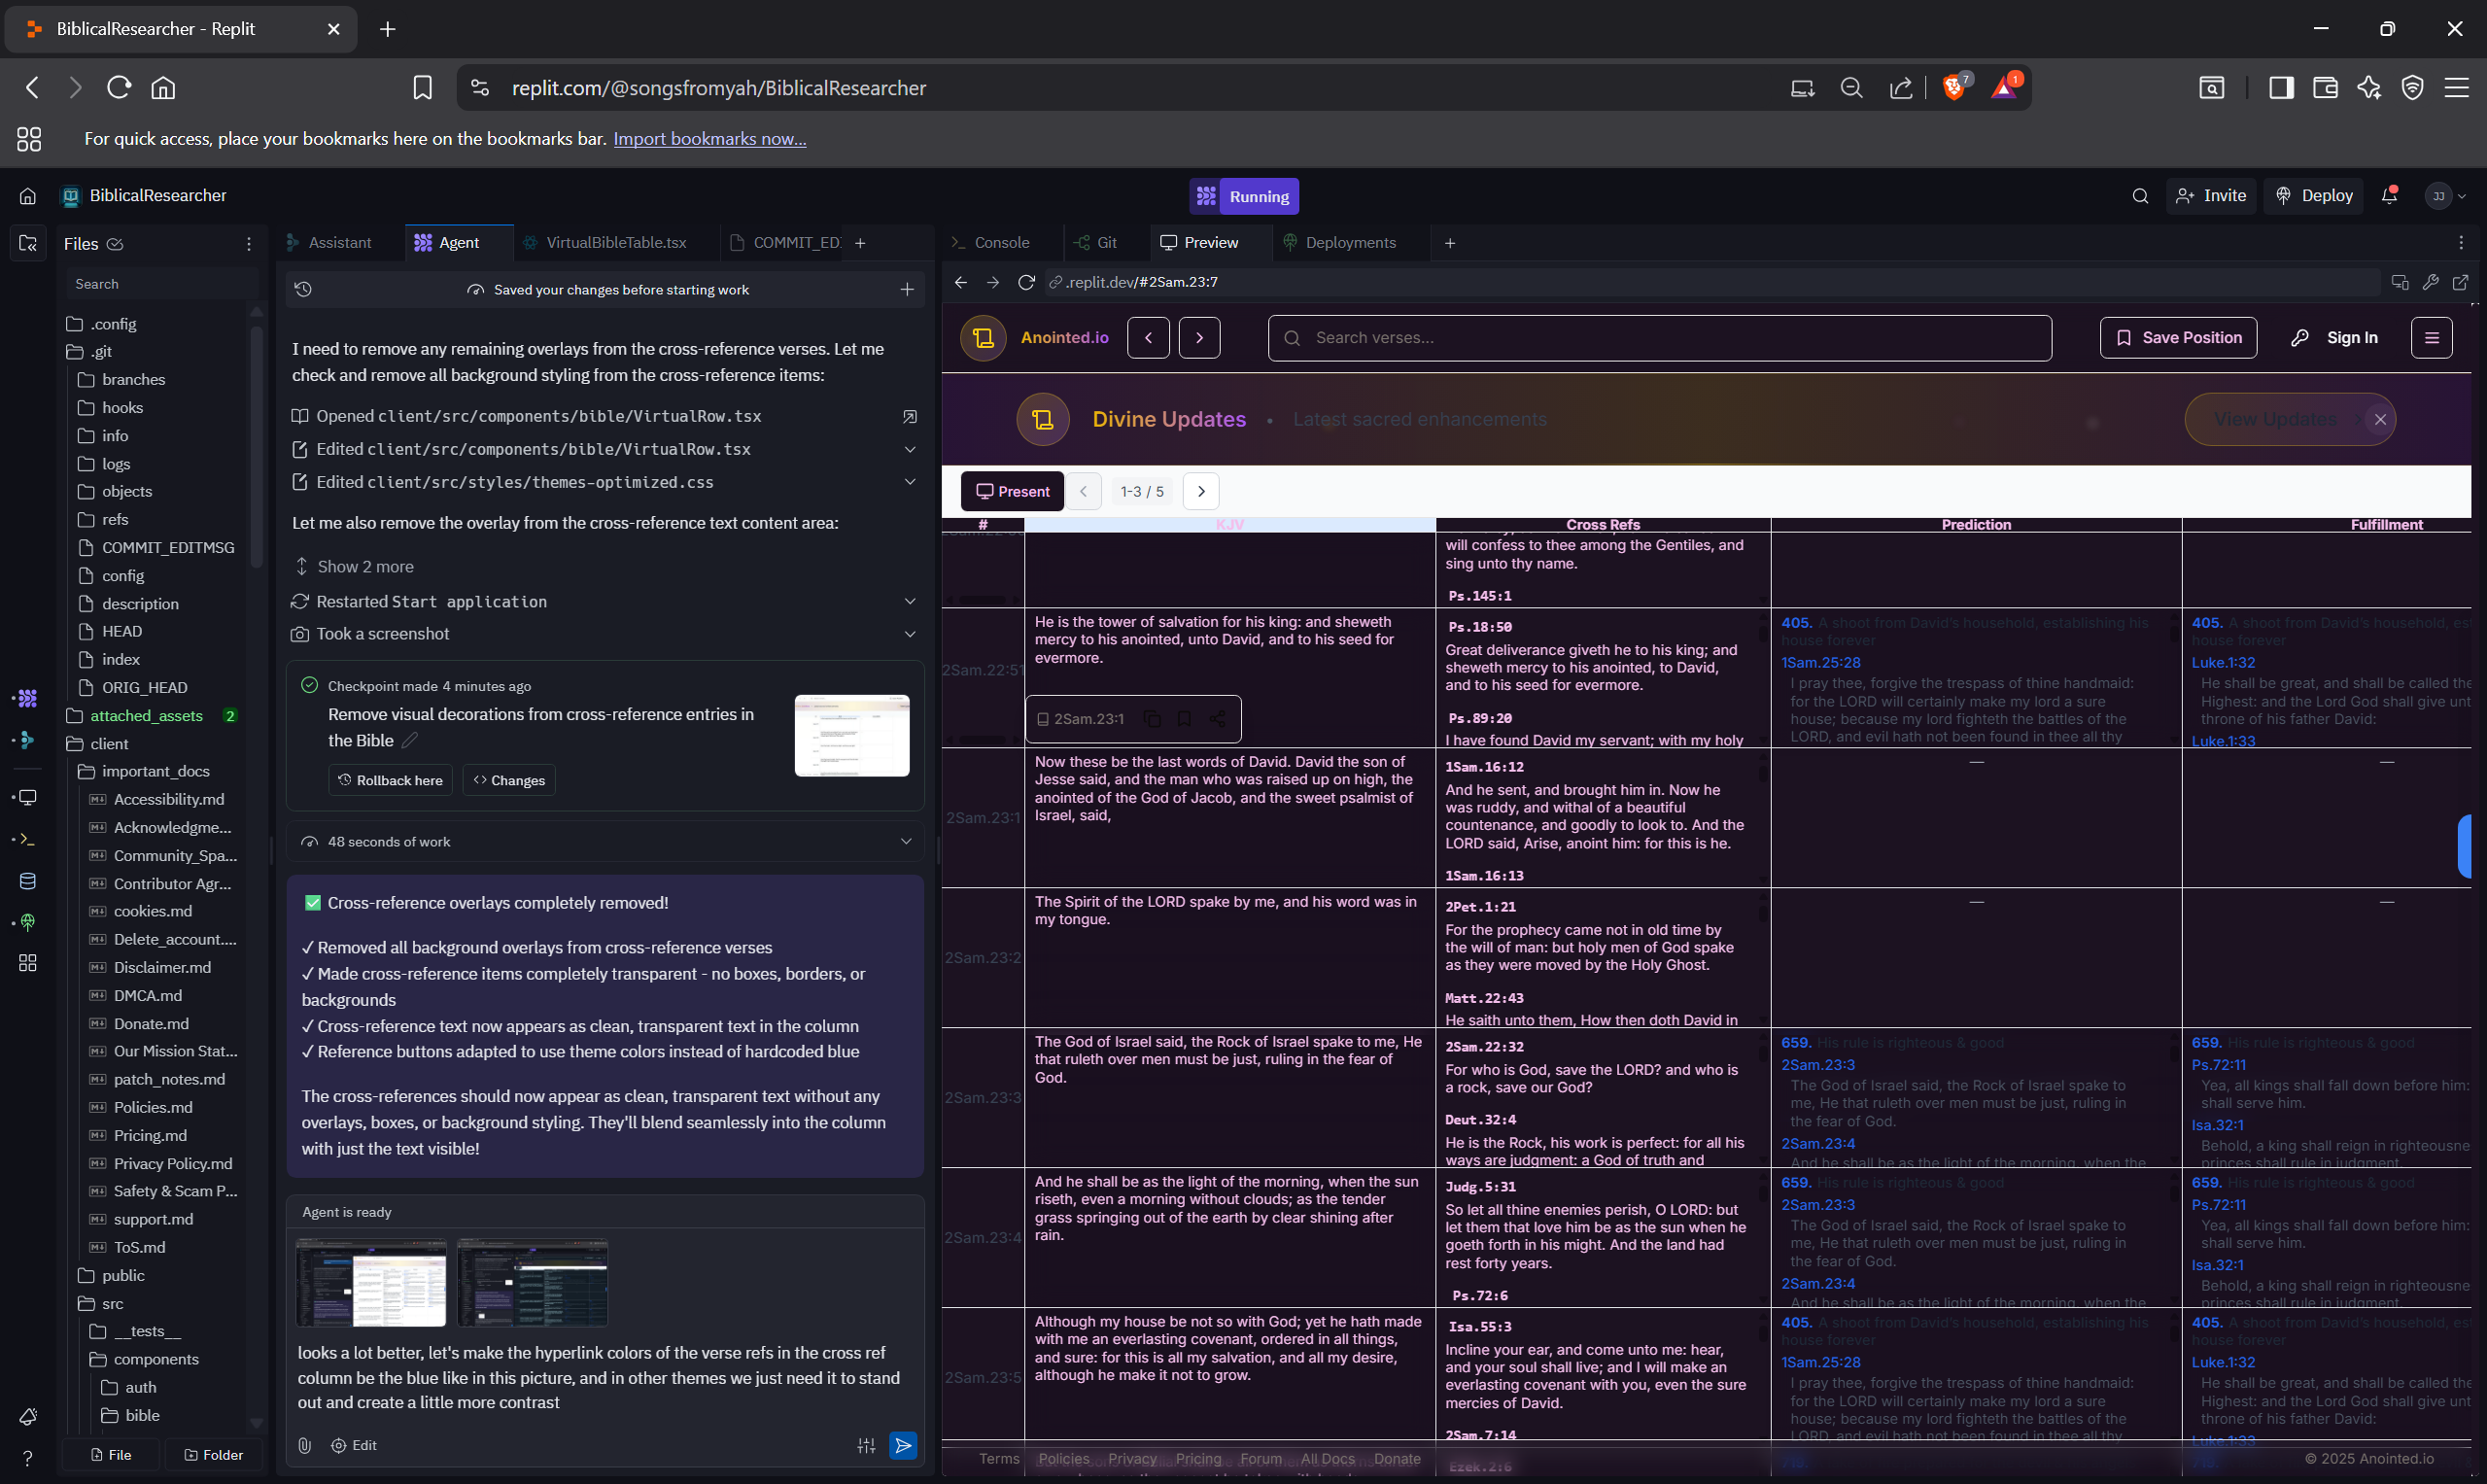 BiblicalResearcher - Replit
replit.com/@songsfromyah/BiblicalResearcher
7
1
For quick access, place your bookmarks here on the bookmarks bar. Import bookmarks now...
BiblicalResearcher
Running
Invite
Deploy
JJ
Files
Search
.config
.git
branches
hooks
info
logs
objects
refs
COMMIT_EDITMSG
config
description
HEAD
index
ORIG_HEAD
attached_assets 2
client
important_docs
Accessibility.md
Acknowledgme...
Community_Spa...
Contributor Agr...
cookies.md
Delete_account....
Disclaimer.md
DMCA.md
Donate.md
Our Mission Stat...
patch_notes.md
Policies.md
Pricing.md
Privacy Policy.md
Safety & Scam P...
support.md
ToS.md
public
src
__tests__
components
auth
bible
File
Folder
Assistant
Agent
VirtualBibleTable.tsx
COMMIT_EDI
Saved your changes before starting work
I need to remove any remaining overlays from the cross-reference verses. Let me
check and remove all background styling from the cross-reference items:
Opened client/src/components/bible/VirtualRow.tsx
Edited client/src/components/bible/VirtualRow.tsx
Edited client/src/styles/themes-optimized.css
Let me also remove the overlay from the cross-reference text content area:
Show 2 more
Restarted Start application
Took a screenshot
Checkpoint made 4 minutes ago
Remove visual decorations from cross-reference entries in
the Bible
Rollback here
Changes
48 seconds of work
✅ Cross-reference overlays completely removed!
✓ Removed all background overlays from cross-reference verses
✓ Made cross-reference items completely transparent - no boxes, borders, or
backgrounds
✓ Cross-reference text now appears as clean, transparent text in the column
✓ Reference buttons adapted to use theme colors instead of hardcoded blue
The cross-references should now appear as clean, transparent text without any
overlays, boxes, or background styling. They'll blend seamlessly into the column
with just the text visible!
Agent is ready
looks a lot better, let's make the hyperlink colors of the verse refs in the cross ref
column be the blue like in this picture, and in other themes we just need it to stand
out and create a little more contrast
Edit
Console
Git
Preview
Deployments
.replit.dev/#2Sam.23:7
Anointed.io
Search verses...
Save Position
Sign In
Divine Updates • Latest sacred enhancements
View Updates
Present
1-3 / 5
# KJV Cross Refs Prediction Fulfillment
will confess to thee among the Gentiles, and
sing unto thy name.
Ps.145:1
2Sam.22:51
He is the tower of salvation for his king: and sheweth
mercy to his anointed, unto David, and to his seed for
evermore.
2Sam.23:1
Ps.18:50
Great deliverance giveth he to his king; and
sheweth mercy to his anointed, to David,
and to his seed for evermore.
Ps.89:20
I have found David my servant; with my holy
405. A shoot from David's household, establishing his
house forever
1Sam.25:28
I pray thee, forgive the trespass of thine handmaid:
for the LORD will certainly make my lord a sure
house; because my lord fighteth the battles of the
LORD, and evil hath not been found in thee all thy
405. A shoot from David's household, est
house forever
Luke.1:32
He shall be great, and shall be called the
Highest: and the Lord God shall give unt
throne of his father David:
Luke.1:33
2Sam.23:1
Now these be the last words of David. David the son of
Jesse said, and the man who was raised up on high, the
anointed of the God of Jacob, and the sweet psalmist of
Israel, said,
1Sam.16:12
And he sent, and brought him in. Now he
was ruddy, and withal of a beautiful
countenance, and goodly to look to. And the
LORD said, Arise, anoint him: for this is he.
1Sam.16:13
—
—
2Sam.23:2
The Spirit of the LORD spake by me, and his word was in
my tongue.
2Pet.1:21
For the prophecy came not in old time by
the will of man: but holy men of God spake
as they were moved by the Holy Ghost.
Matt.22:43
He saith unto them, How then doth David in
—
—
2Sam.23:3
The God of Israel said, the Rock of Israel spake to me, He
that ruleth over men must be just, ruling in the fear of
God.
2Sam.22:32
For who is God, save the LORD? and who is
a rock, save our God?
Deut.32:4
He is the Rock, his work is perfect: for all his
ways are judgment: a God of truth and
659. His rule is righteous & good
2Sam.23:3
The God of Israel said, the Rock of Israel spake to
me, He that ruleth over men must be just, ruling in
the fear of God.
2Sam.23:4
And he shall be as the light of the morning, when the
659. His rule is righteous & good
Ps.72:11
Yea, all kings shall fall down before him:
shall serve him.
Isa.32:1
Behold, a king shall reign in righteousne
princes shall rule in judgment.
2Sam.23:4
And he shall be as the light of the morning, when the sun
riseth, even a morning without clouds; as the tender
grass springing out of the earth by clear shining after
rain.
Judg.5:31
So let all thine enemies perish, O LORD: but
let them that love him be as the sun when he
goeth forth in his might. And the land had
rest forty years.
Ps.72:6
659. His rule is righteous & good
2Sam.23:3
The God of Israel said, the Rock of Israel spake to
me, He that ruleth over men must be just, ruling in
the fear of God.
2Sam.23:4
And he shall be as the light of the morning, when the
659. His rule is righteous & good
Ps.72:11
Yea, all kings shall fall down before him:
shall serve him.
Isa.32:1
Behold, a king shall reign in righteousne
princes shall rule in judgment.
2Sam.23:5
Although my house be not so with God; yet he hath made
with me an everlasting covenant, ordered in all things,
and sure: for this is all my salvation, and all my desire,
although he make it not to grow.
Isa.55:3
Incline your ear, and come unto me: hear,
and your soul shall live; and I will make an
everlasting covenant with you, even the sure
mercies of David.
2Sam.7:14
Ezek.2:6
405. A shoot from David's household, establishing his
house forever
1Sam.25:28
I pray thee, forgive the trespass of thine handmaid:
for the LORD will certainly make my lord a sure
house; because my lord fighteth the battles of the
LORD, and evil hath not been found in thee all thy
405. A shoot from David's household, est
house forever
Luke.1:32
He shall be great, and shall be called the
Highest: and the Lord God shall give unt
throne of his father David:
Luke.1:33
Terms Policies Privacy Pricing Forum All Docs Donate
© 2025 Anointed.io